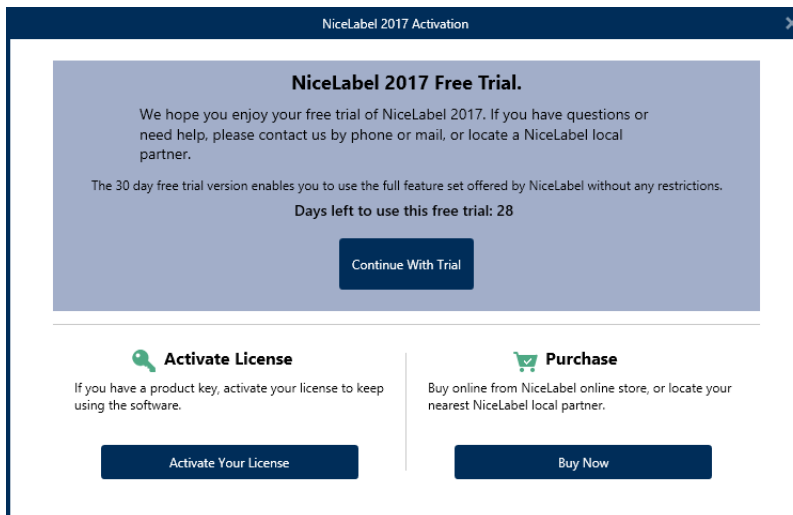 NiceLabel 2017 Activation
NiceLabel 2017 Free Trial.
We hope you enjoy your free trial of NiceLabel 2017. If you have questions or
need help, please contact us by phone or mail, or locate a NiceLabel local
partner.
The 30 day free trial version enables you to use the full feature set offered by NiceLabel without any restrictions.
Days left to use this free trial: 28
Continue With Trial
Activate License
If you have a product key, activate your license to keep
using the software.
Activate Your License
Purchase
Buy online from NiceLabel online store, or locate your
nearest NiceLabel local partner.
Buy Now